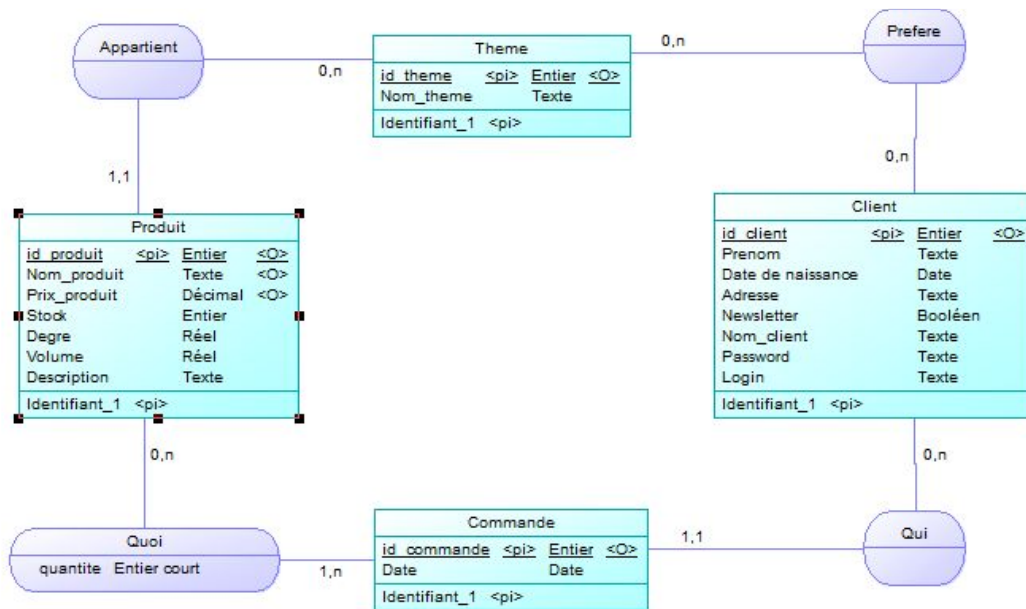 Appartient
0,n
Theme
id_theme <pi> Entier <O>
Nom_theme Texte
Identifiant_1 <pi>
0,n
Prefere
1,1
0,n
Produit
id_produit <pi> Entier <O>
Nom_produit Texte <O>
Prix_produit Décimal <O>
Stock Entier
Degre Réel
Volume Réel
Description Texte
Identifiant_1 <pi>
Client
id_client <pi> Entier <O>
Prenom Texte
Date de naissance Date
Adresse Texte
Newsletter Booléen
Nom_client Texte
Password Texte
Login Texte
Identifiant_1 <pi>
0,n
0,n
Quoi
quantite Entier court
1,n
Commande
id_commande <pi> Entier <O>
Date Date
Identifiant_1 <pi>
1,1
Qui